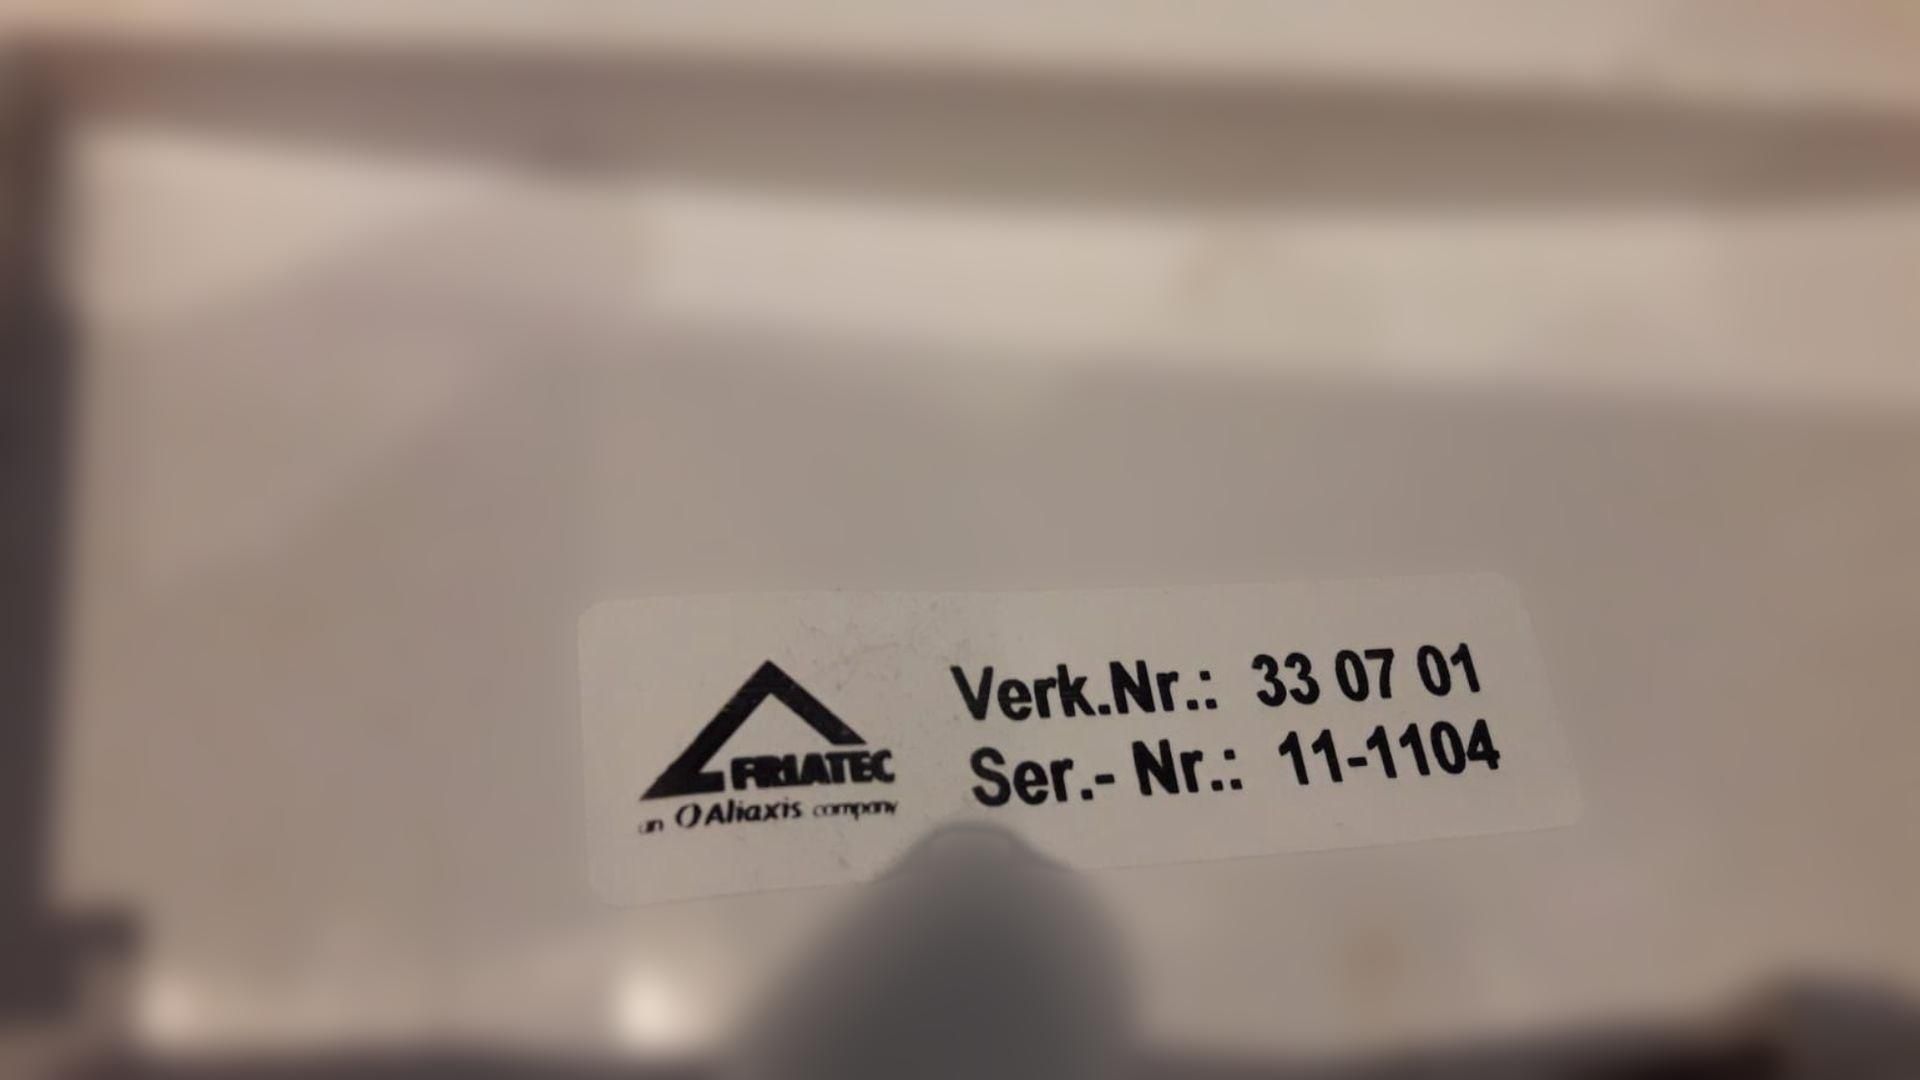 FRIATEC
an Aliaxis company
Verk.Nr.: 33 07 01
Ser.- Nr.: 11-1104